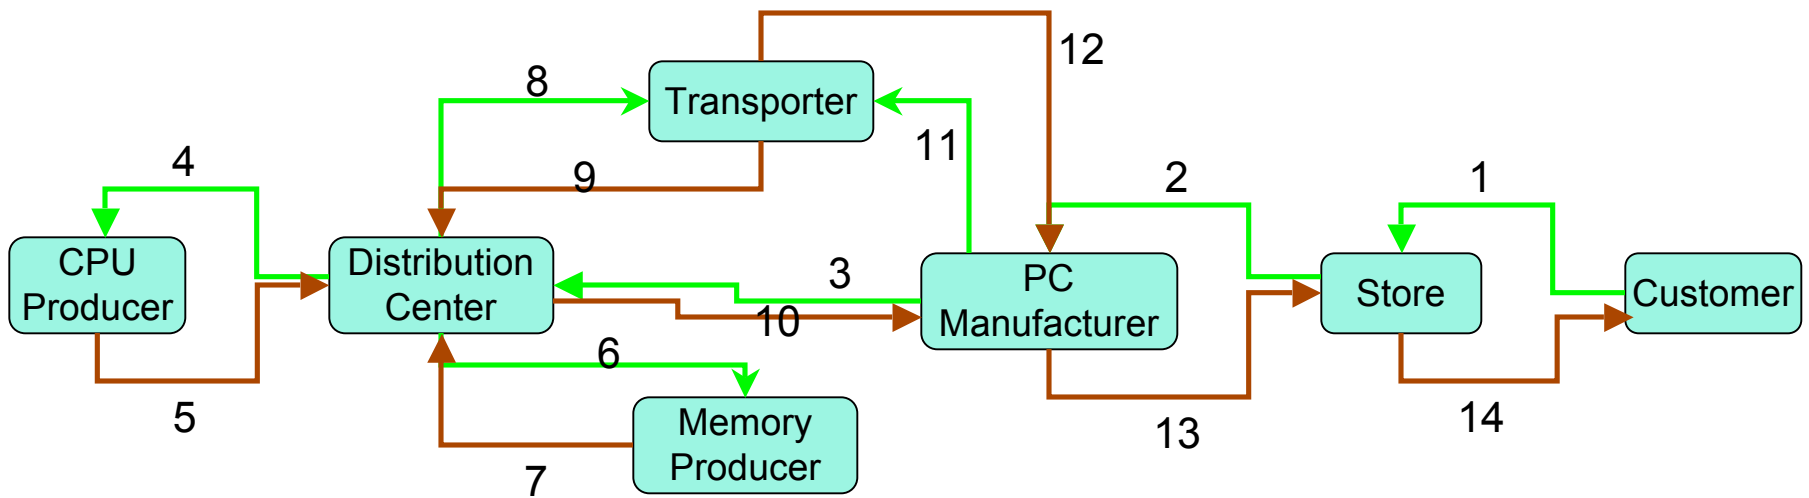 12
8
Transporter
11
4
9
2
1
CPU
Producer
Distribution
Center
3
10
PC
Manufacturer
Store
Customer
6
5
Memory
Producer
7
13
14